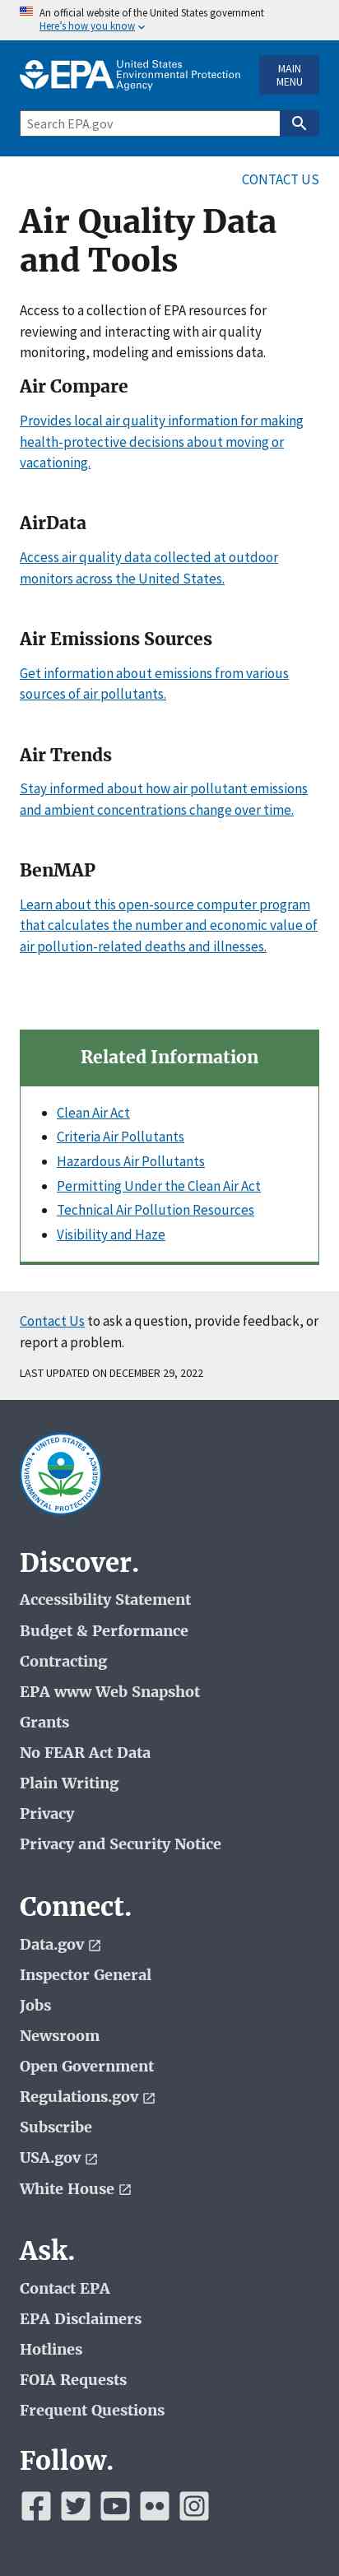 An official website of the United States government
Here's how you know
EPA United States
Environmental Protection
Agency
MAIN
MENU
Search EPA.gov
CONTACT US
Air Quality Data
and Tools
Access to a collection of EPA resources for
reviewing and interacting with air quality
monitoring, modeling and emissions data.
Air Compare
Provides local air quality information for making
health-protective decisions about moving or
vacationing.
AirData
Access air quality data collected at outdoor
monitors across the United States.
Air Emissions Sources
Get information about emissions from various
sources of air pollutants.
Air Trends
Stay informed about how air pollutant emissions
and ambient concentrations change over time.
BenMAP
Learn about this open-source computer program
that calculates the number and economic value of
air pollution-related deaths and illnesses.
Related Information
Clean Air Act
Criteria Air Pollutants
Hazardous Air Pollutants
Permitting Under the Clean Air Act
Technical Air Pollution Resources
Visibility and Haze
Contact Us to ask a question, provide feedback, or
report a problem.
LAST UPDATED ON DECEMBER 29, 2022
UNITED STATES
ENVIRONMENTAL PROTECTION AGENCY
Discover.
Accessibility Statement
Budget & Performance
Contracting
EPA www Web Snapshot
Grants
No FEAR Act Data
Plain Writing
Privacy
Privacy and Security Notice
Connect.
Data.gov
Inspector General
Jobs
Newsroom
Open Government
Regulations.gov
Subscribe
USA.gov
White House
Ask.
Contact EPA
EPA Disclaimers
Hotlines
FOIA Requests
Frequent Questions
Follow.